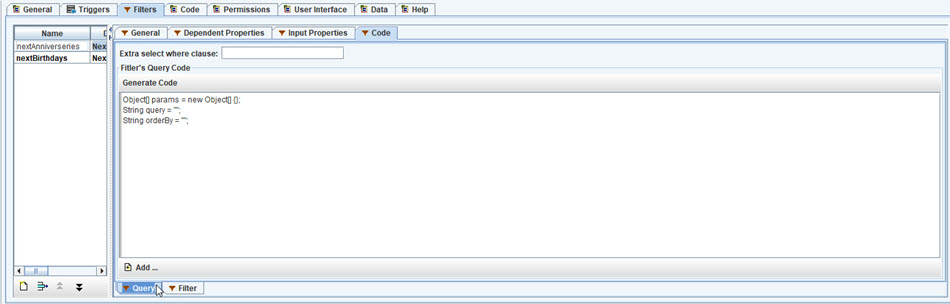 General Triggers Filters Code Permissions User Interface Data Help
Name D
General Dependent Properties Input Properties Code
nextAnniverseries Nex
nextBirthdays Nex
Extra select where clause:
Fitler's Query Code
Generate Code
Object[] params = new Object[] {};
String query = "";
String orderBy = "";
Add ...
Query Filter